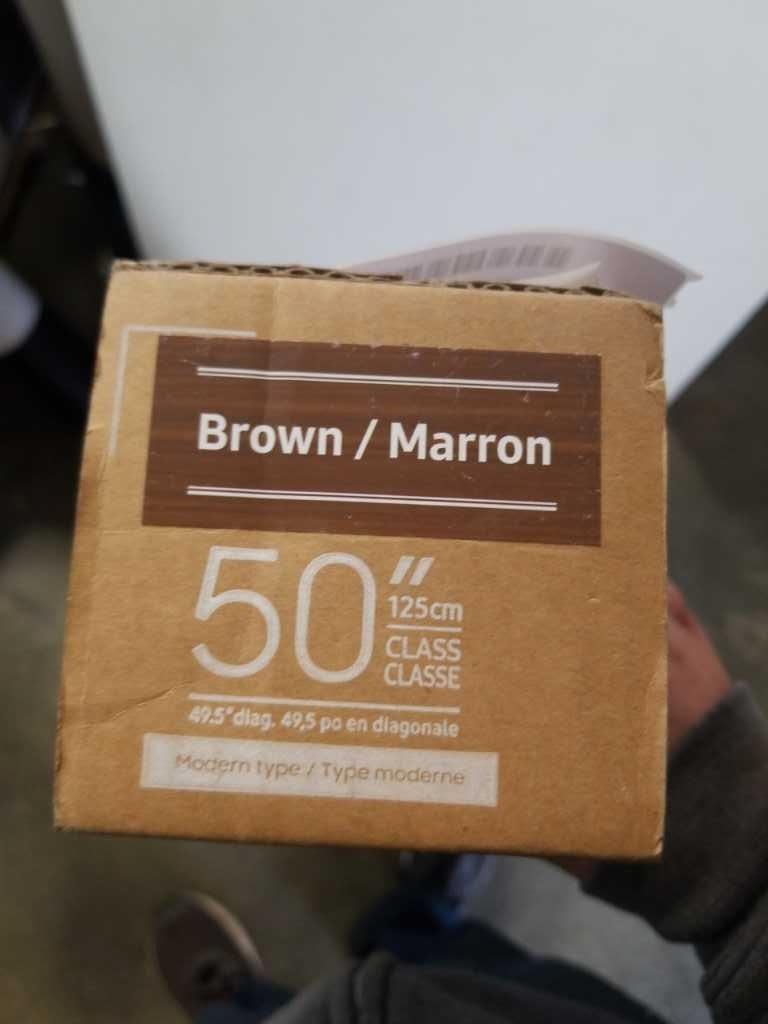 Brown / Marron
50"
125cm
CLASS
CLASSE
49.5" diag. 49,5 po en diagonale
Modern type / Type moderne